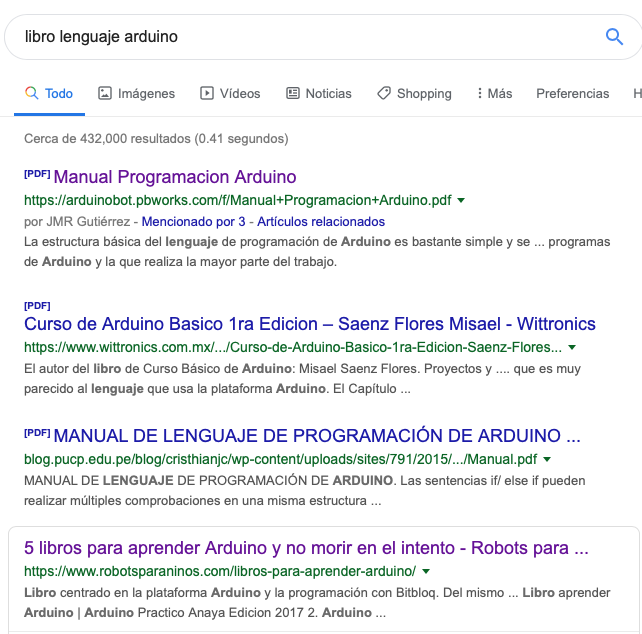 libro lenguaje arduino
Todo Imágenes Vídeos Noticias Shopping Más Preferencias H
Cerca de 432,000 resultados (0.41 segundos)
[PDF] Manual Programacion Arduino
https://arduinobot.pbworks.com/f/Manual+Programacion+Arduino.pdf
por JMR Gutiérrez - Mencionado por 3 - Artículos relacionados
La estructura básica del lenguaje de programación de Arduino es bastante simple y se ... programas
de Arduino y la que realiza la mayor parte del trabajo.
[PDF]
Curso de Arduino Basico 1ra Edicion – Saenz Flores Misael - Wittronics
https://www.wittronics.com.mx/.../Curso-de-Arduino-Basico-1ra-Edicion-Saenz-Flores...
El autor del libro de Curso Básico de Arduino: Misael Saenz Flores. Proyectos y .... que es muy
parecido al lenguaje que usa la plataforma Arduino. El Capítulo ...
[PDF] MANUAL DE LENGUAJE DE PROGRAMACIÓN DE ARDUINO ...
blog.pucp.edu.pe/blog/cristhianjc/wp-content/uploads/sites/791/2015/.../Manual.pdf
MANUAL DE LENGUAJE DE PROGRAMACIÓN DE ARDUINO. Las sentencias if/ else if pueden
realizar múltiples comprobaciones en una misma estructura ...
5 libros para aprender Arduino y no morir en el intento - Robots para ...
https://www.robotsparaninos.com/libros-para-aprender-arduino/
Libro centrado en la plataforma Arduino y la programación con Bitbloq. Del mismo ... Libro aprender
Arduino | Arduino Practico Anaya Edicion 2017 2. Arduino ...